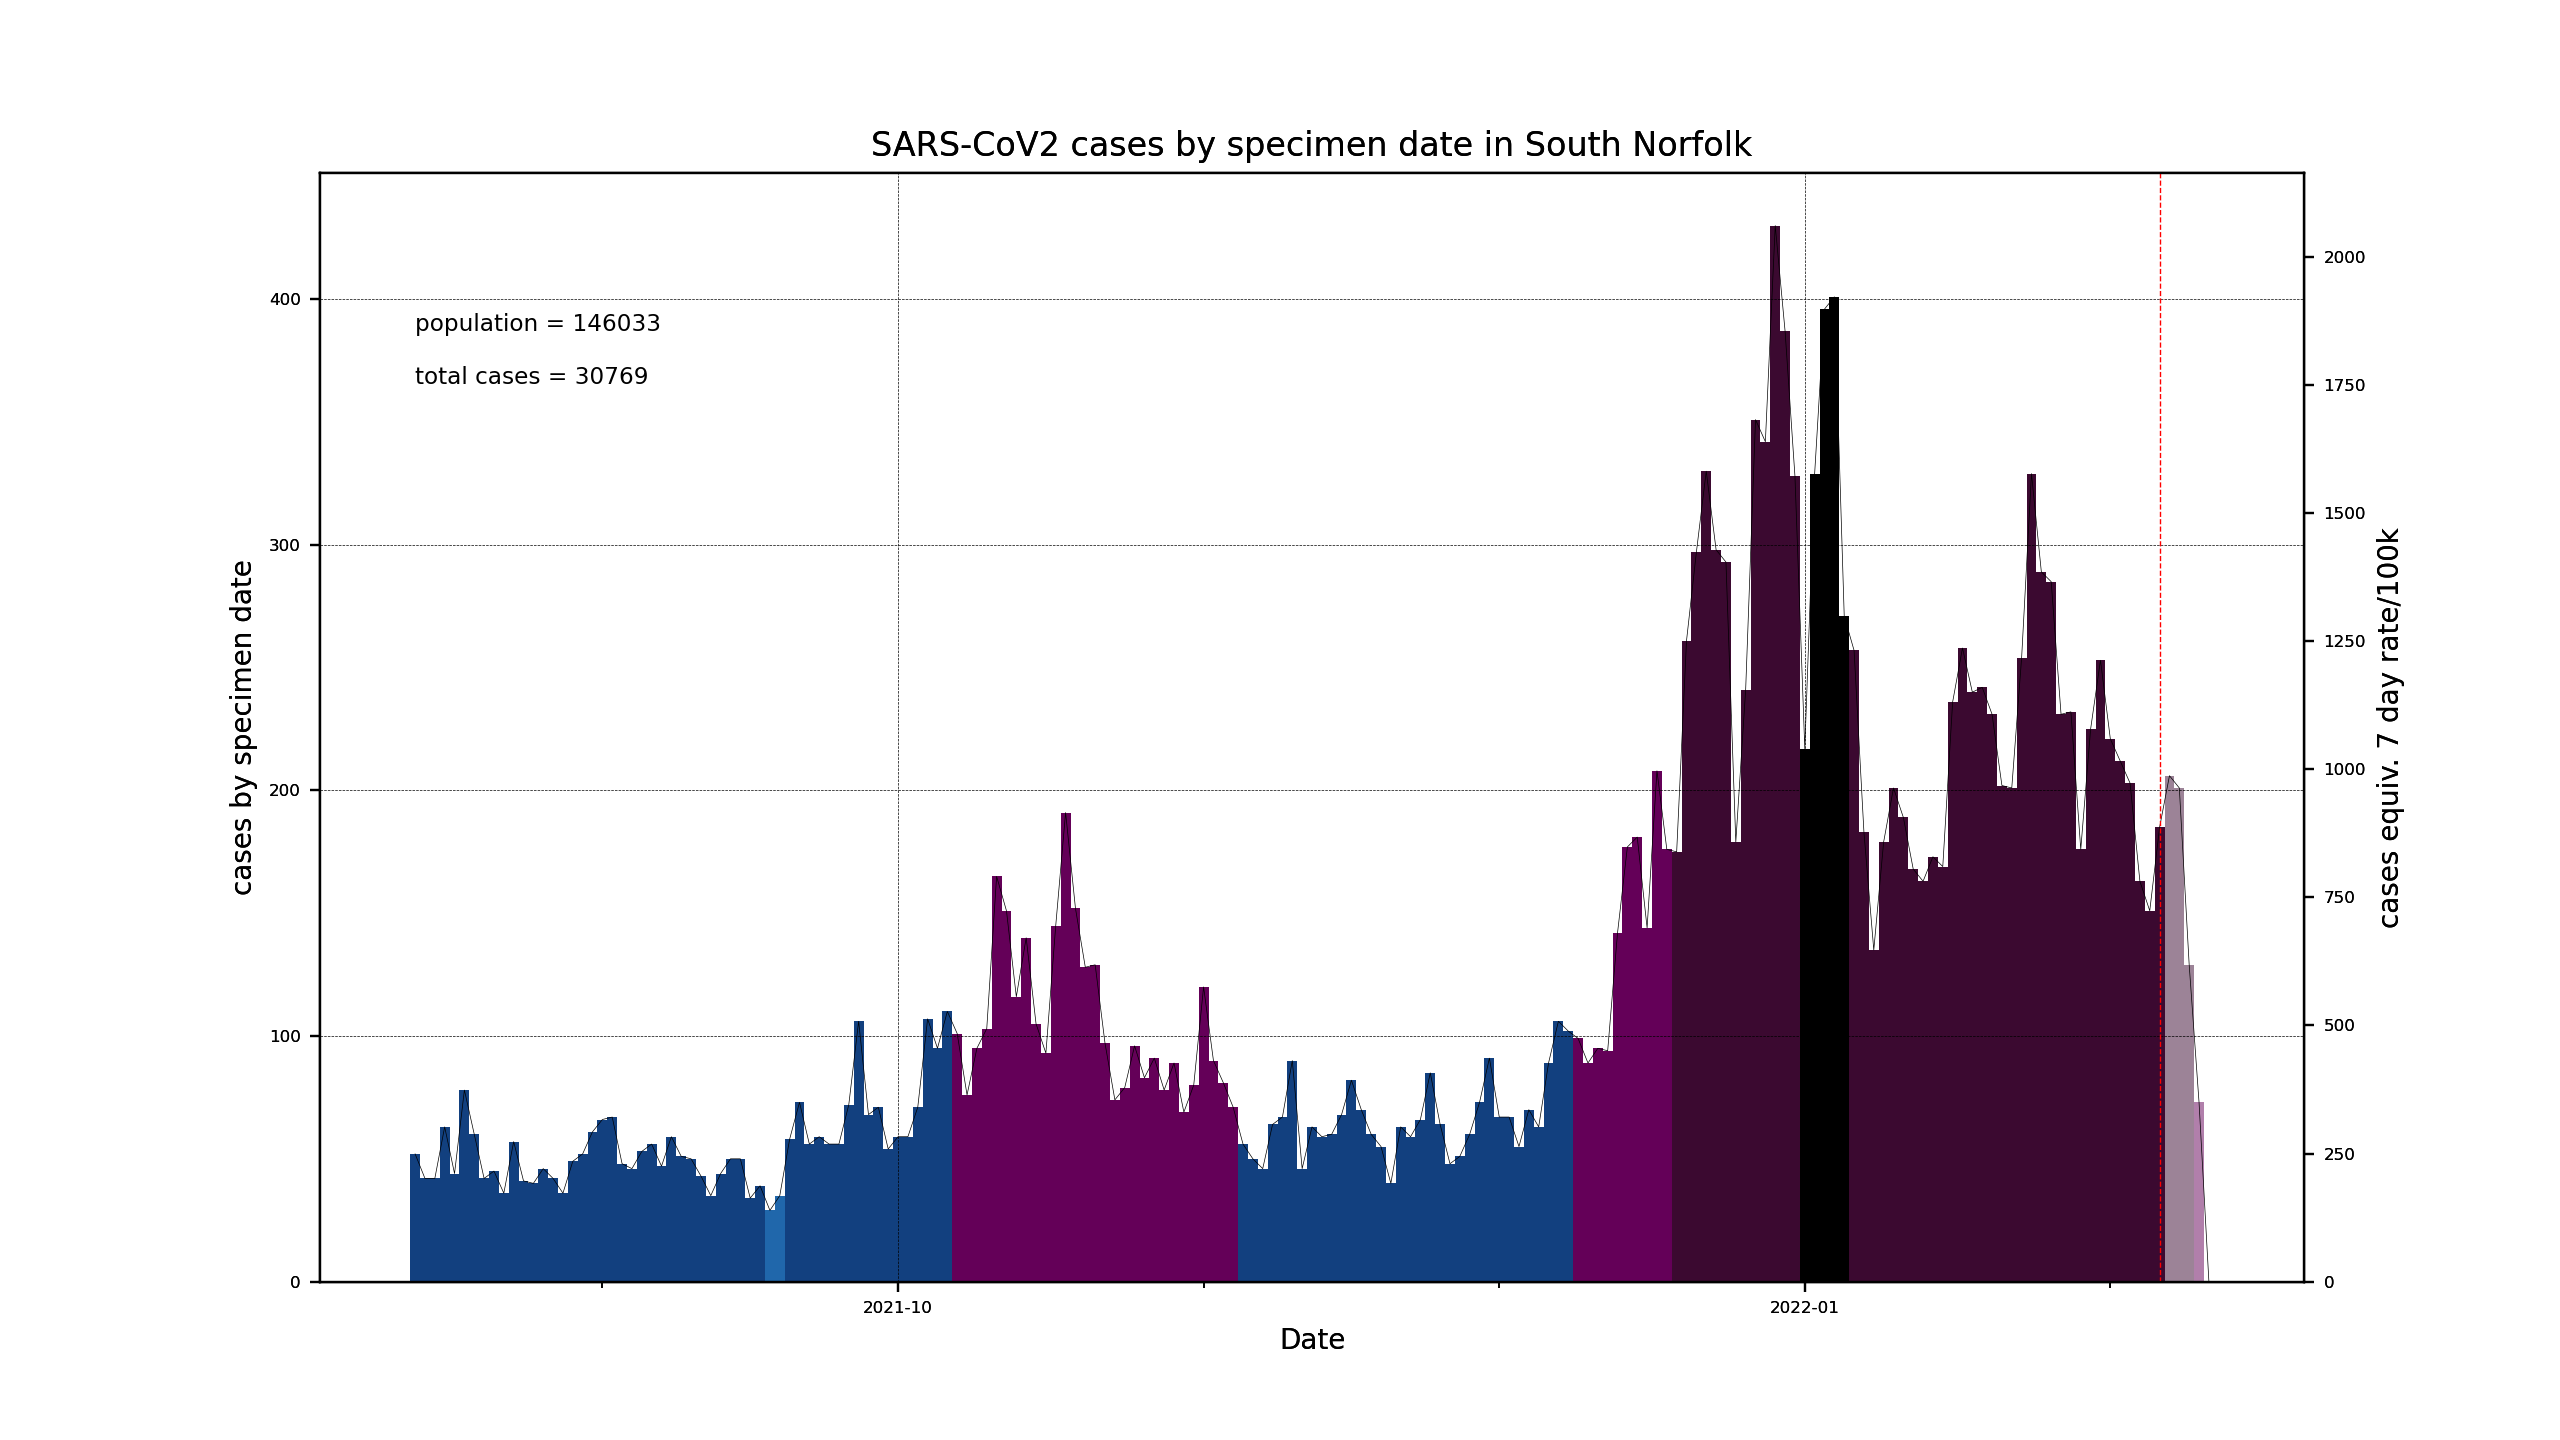 SARS-CoV2 cases by specimen date in South Norfolk
population = 146033
total cases = 30769
cases by specimen date
400
300
200
100
0
2021-10
2022-01
Date
2000
1750
1500
1250
1000
750
500
250
0
cases equiv. 7 day rate/100k